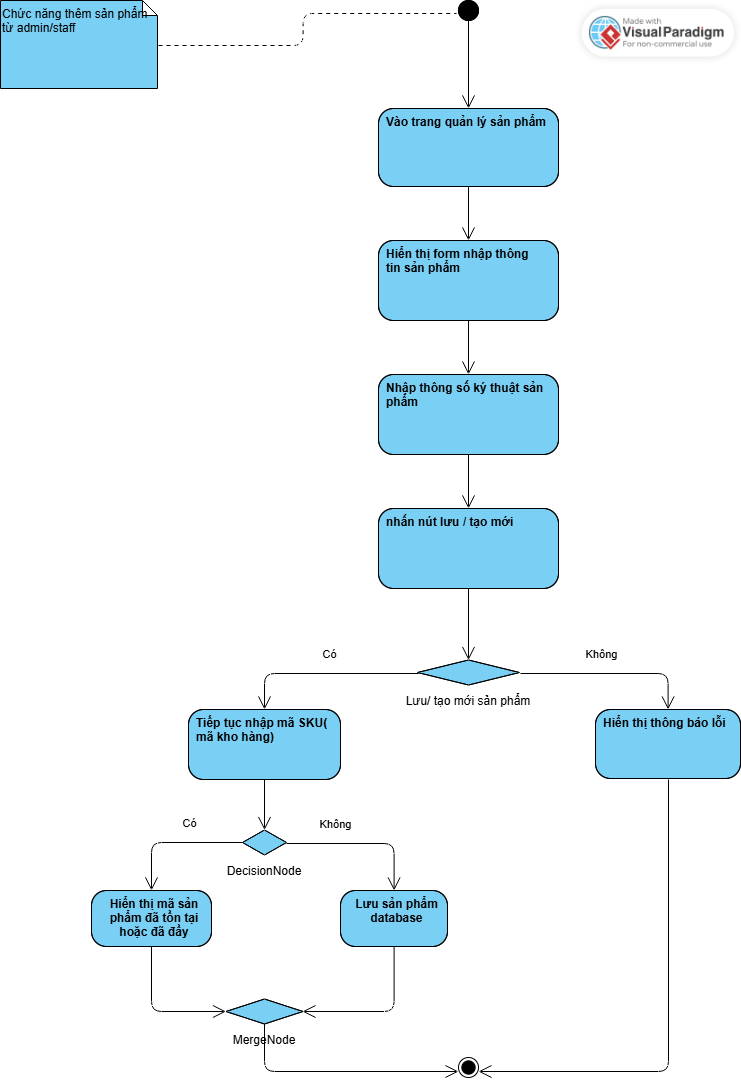 Chức năng thêm sản phẩm
từ admin/staff
Made with
Visual Paradigm
For non-commercial use
Vào trang quản lý sản phẩm
Hiển thị form nhập thông
tin sản phẩm
Nhập thông số ký thuật sản
phẩm
nhấn nút lưu / tạo mới
Có
Không
Lưu/ tạo mới sản phẩm
Tiếp tục nhập mã SKU(
mã kho hàng)
Hiển thị thông báo lỗi
Có
Không
DecisionNode
Hiển thị mã sản
phẩm đã tồn tại
hoặc đã đầy
Lưu sản phẩm
database
MergeNode